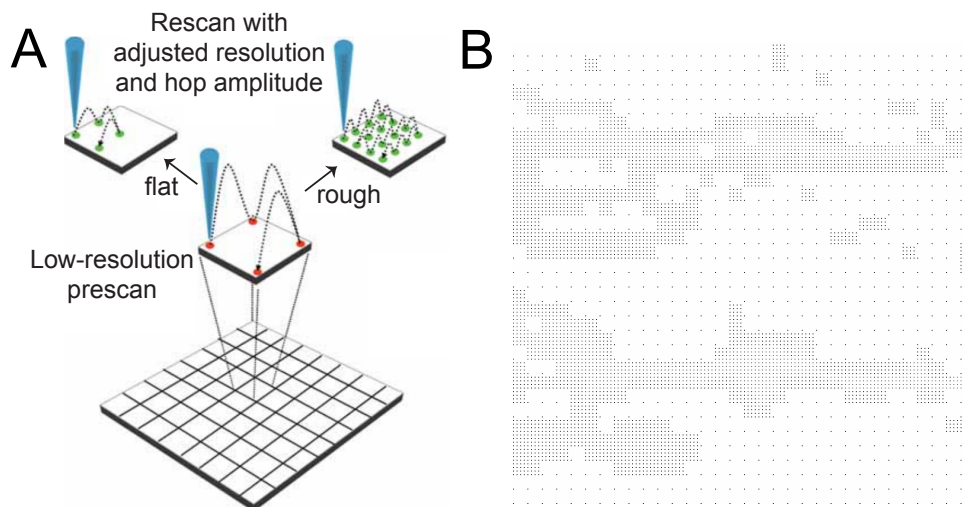 A
Rescan with
adjusted resolution
and hop amplitude
flat
rough
Low-resolution
prescan
B